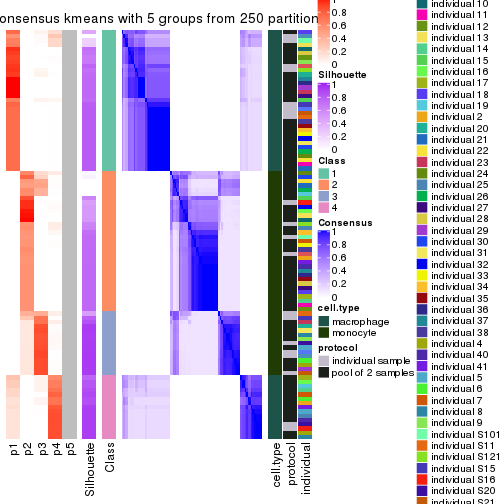 onsensus kmeans with 5 groups from 250 partition
p1
p2
p3
p4
p5
Silhouette
Class
cell.type
protocol
individual
0.8
0.6
0.4
0.2
0
Silhouette
1
0.8
0.6
0.4
0.2
0
Class
1
2
3
4
Consensus
1
0.8
0.6
0.4
0.2
0
cell.type
macrophage
monocyte
protocol
individual sample
pool of 2 samples
individual 10
individual 11
individual 12
individual 13
individual 14
individual 15
individual 16
individual 17
individual 18
individual 19
individual 2
individual 20
individual 21
individual 22
individual 23
individual 24
individual 25
individual 26
individual 27
individual 28
individual 29
individual 30
individual 31
individual 32
individual 33
individual 34
individual 35
individual 36
individual 37
individual 38
individual 4
individual 40
individual 41
individual 5
individual 6
individual 7
individual 8
individual 9
individual S101
individual S11
individual S121
individual S15
individual S16
individual S20
individual S21